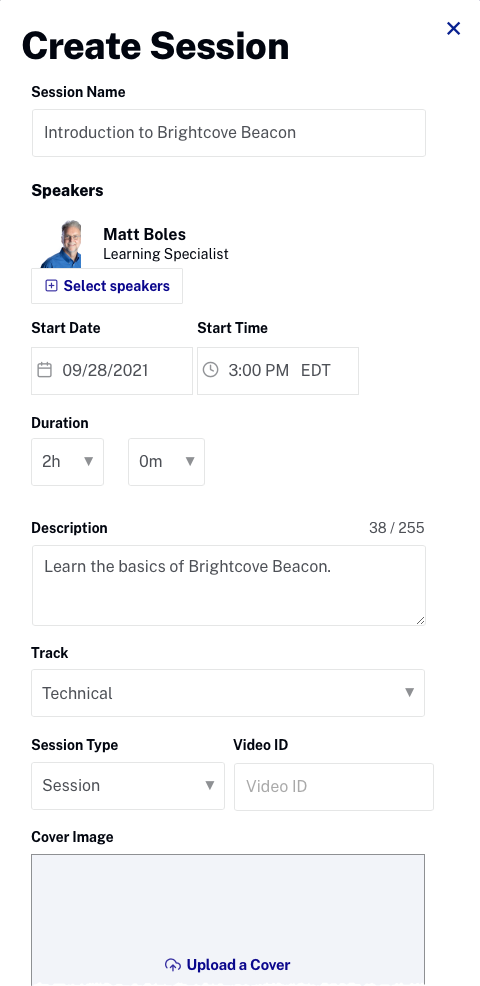 Create Session
Session Name
Introduction to Brightcove Beacon
Speakers
Matt Boles
Learning Specialist
Select speakers
Start Date Start Time
09/28/2021 3:00 PM EDT
Duration
2h 0m
Description 38 / 255
Learn the basics of Brightcove Beacon.
Track
Technical
Session Type Video ID
Session Video ID
Cover Image
Upload a Cover